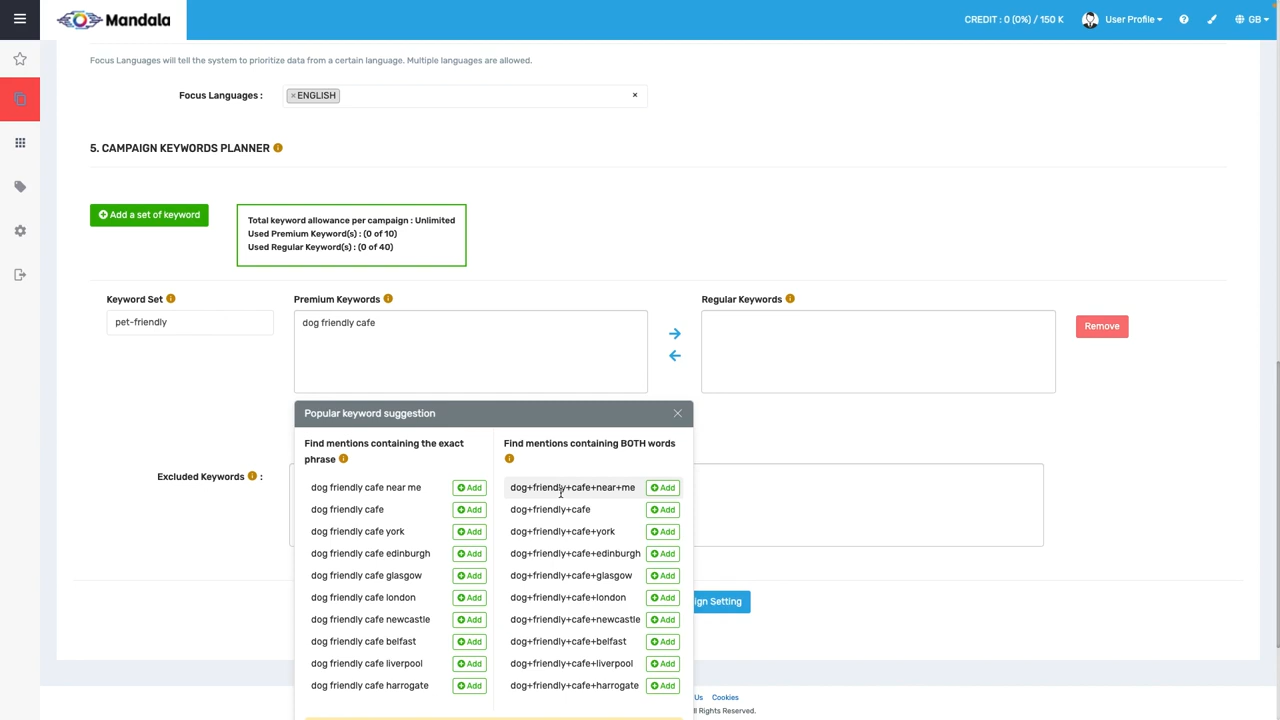 Mandala
CREDIT : 0 (0%) / 150 K
User Profile
GB
Focus Languages will tell the system to prioritize data from a certain language. Multiple languages are allowed.
Focus Languages :
× ENGLISH
×
5. CAMPAIGN KEYWORDS PLANNER
Add a set of keyword
Total keyword allowance per campaign : Unlimited
Used Premium Keyword(s) : (0 of 10)
Used Regular Keyword(s) : (0 of 40)
Keyword Set
Premium Keywords
Regular Keywords
pet-friendly
dog friendly cafe
Remove
Popular keyword suggestion
Find mentions containing the exact
phrase
Find mentions containing BOTH words
Excluded Keywords :
dog friendly cafe near me Add dog+friendly+cafe+near+me Add
dog friendly cafe Add dog+friendly+cafe Add
dog friendly cafe york Add dog+friendly+cafe+york Add
dog friendly cafe edinburgh Add dog+friendly+cafe+edinburgh Add
dog friendly cafe glasgow Add dog+friendly+cafe+glasgow Add
dog friendly cafe london Add dog+friendly+cafe+london Add
dog friendly cafe newcastle Add dog+friendly+cafe+newcastle Add
dog friendly cafe belfast Add dog+friendly+cafe+belfast Add
dog friendly cafe liverpool Add dog+friendly+cafe+liverpool Add
dog friendly cafe harrogate Add dog+friendly+cafe+harrogate Add
ign Setting
Us Cookies
ll Rights Reserved.